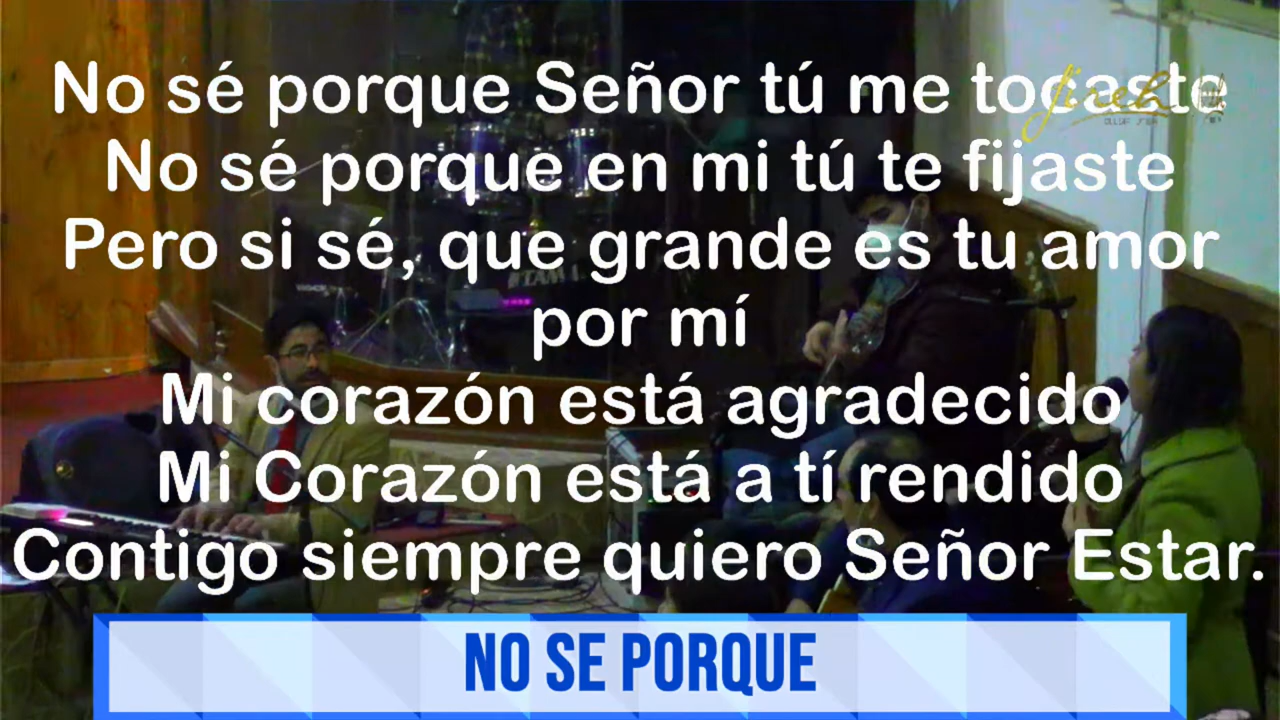 No sé porque Señor tú me tocaste
No sé porque en mi tú te fijaste
Pero si sé, que grande es tu amor
por mí
Mi corazón está agradecido
Mi Corazón está a tí rendido
Contigo siempre quiero Señor Estar.
NO SE PORQUE
Jireh
TAMA